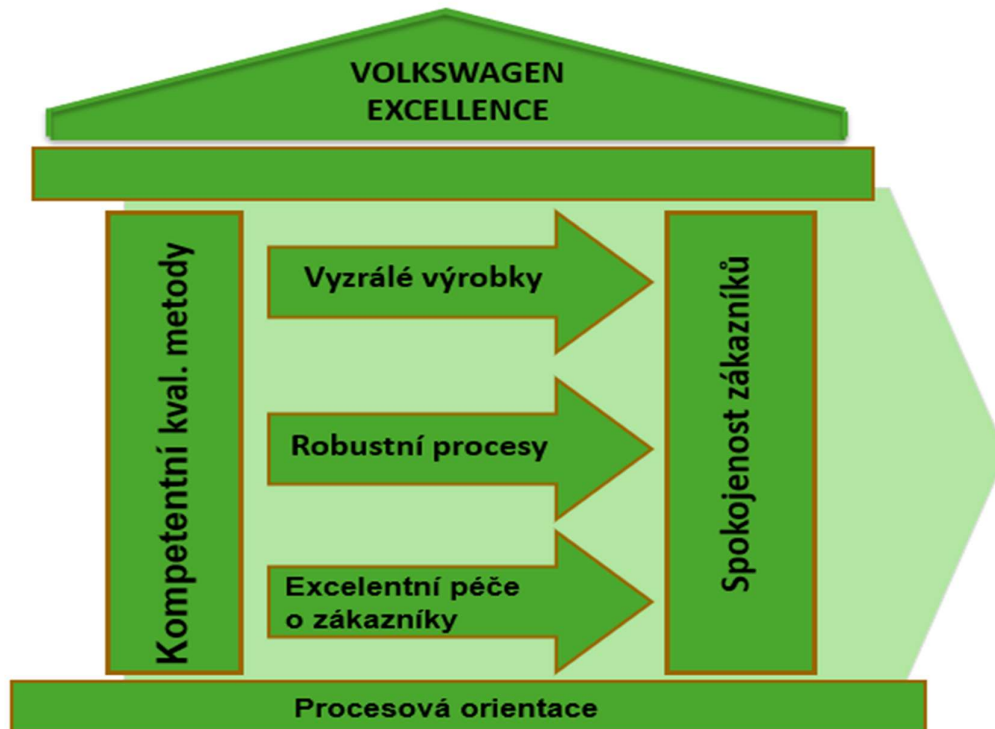 VOLKSWAGEN
EXCELLENCE
Kompetentní kval. metody
Vyzrálé výrobky
Robustní procesy
Excelentní péče
o zákazníky
Spokojenost zákazníků
Procesová orientace